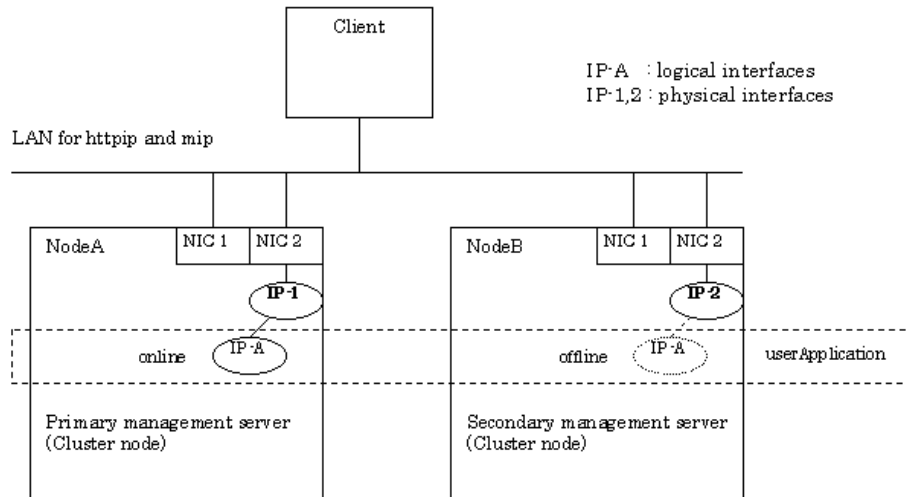 Client
IP-A : logical interfaces
IP-1,2 : physical interfaces
LAN for httpip and mip
NodeA
NIC 1
NIC 2
NodeB
NIC 1
NIC 2
IP-1
IP-2
online
IP-A
offline
IP-A
userApplication
Primary management server
(Cluster node)
Secondary management server
(Cluster node)